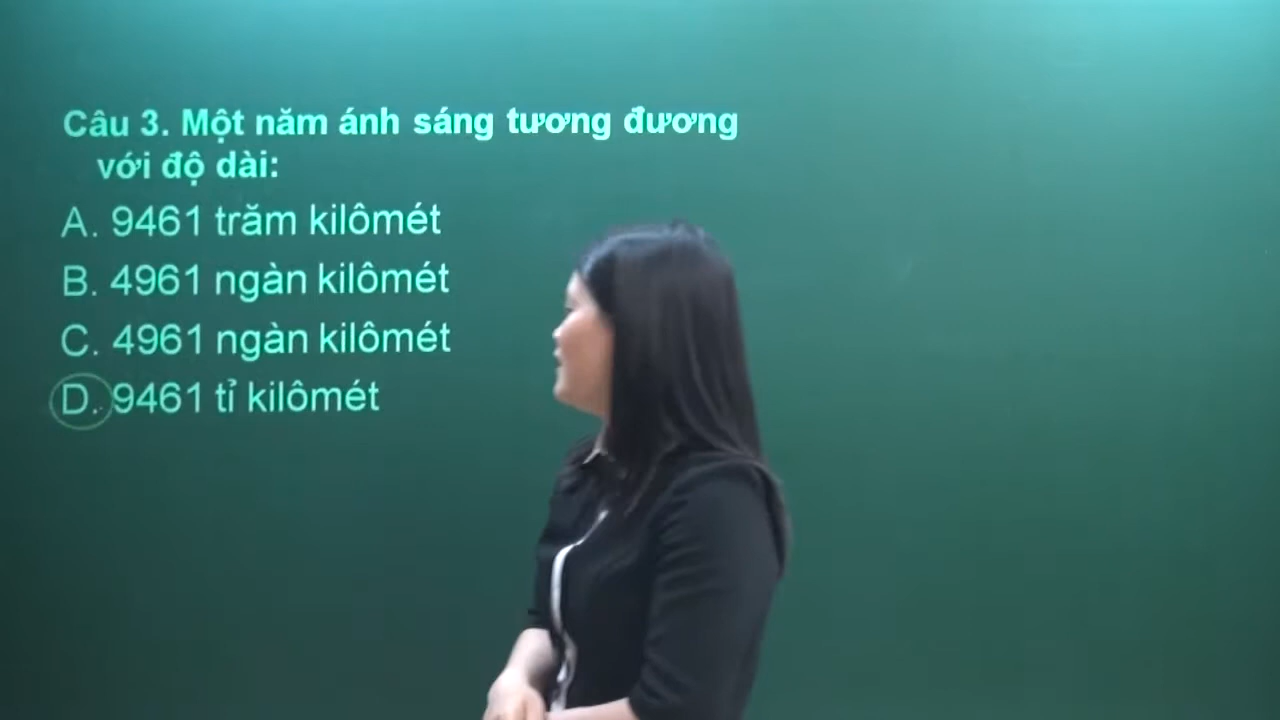 Câu 3. Một năm ánh sáng tương đương
với độ dài:
A. 9461 trăm kilômét
B. 4961 ngàn kilômét
C. 4961 ngàn kilômét
D. 9461 tỉ kilômét